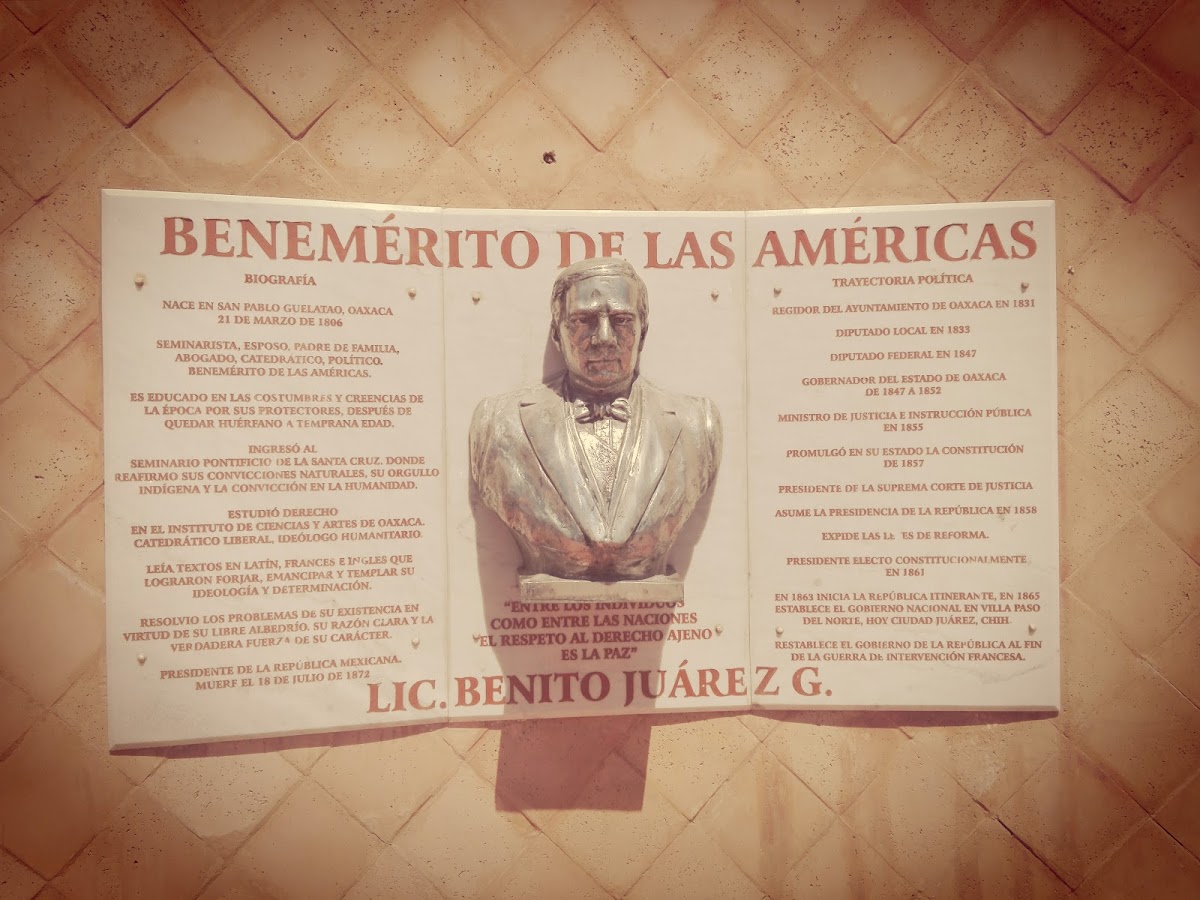 BENEMÉRITO DE LAS AMÉRICAS
BIOGRAFÍA
NACE EN SAN PABLO GUELATAO, OAXACA
21 DE MARZO DE 1806
SEMINARISTA, ESPOSO, PADRE DE FAMILIA,
ABOGADO, CATEDRÁTICO, POLÍTICO.
BENEMÉRITO DE LAS AMÉRICAS.
ES EDUCADO EN LAS COSTUMBRES Y CREENCIAS DE
LA ÉPOCA POR SUS PROTECTORES, DESPUÉS DE
QUEDAR HUÉRFANO A TEMPRANA EDAD.
INGRESÓ AL
SEMINARIO PONTIFICIO DE LA SANTA CRUZ. DONDE
REAFIRMO SUS CONVICCIONES NATURALES, SU ORGULLO
INDÍGENA Y LA CONVICCIÓN EN LA HUMANIDAD.
ESTUDIÓ DERECHO
EN EL INSTITUTO DE CIENCIAS Y ARTES DE OAXACA.
CATEDRÁTICO LIBERAL, IDEÓLOGO HUMANITARIO.
LEÍA TEXTOS EN LATÍN, FRANCES E INGLES QUE
LOGRARON FORJAR, EMANCIPAR Y TEMPLAR SU
IDEOLOGÍA Y DETERMINACIÓN.
RESOLVIO LOS PROBLEMAS DE SU EXISTENCIA EN
VIRTUD DE SU LIBRE ALBEDRÍO. SU RAZÓN CLARA Y LA
VERDADERA FUERZA DE SU CARÁCTER.
PRESIDENTE DE LA REPÚBLICA MEXICANA.
MUERE EL 18 DE JULIO DE 1872
"ENTRE LOS INDIVIDUOS
COMO ENTRE LAS NACIONES
EL RESPETO AL DERECHO AJENO
ES LA PAZ"
TRAYECTORIA POLÍTICA
REGIDOR DEL AYUNTAMIENTO DE OAXACA EN 1831
DIPUTADO LOCAL EN 1833
DIPUTADO FEDERAL EN 1847
GOBERNADOR DEL ESTADO DE OAXACA
DE 1847 A 1852
MINISTRO DE JUSTICIA E INSTRUCCIÓN PÚBLICA
EN 1855
PROMULGÓ EN SU ESTADO LA CONSTITUCIÓN
DE 1857
PRESIDENTE DE LA SUPREMA CORTE DE JUSTICIA
ASUME LA PRESIDENCIA DE LA REPÚBLICA EN 1858
EXPIDE LAS LE ES DE REFORMA.
PRESIDENTE ELECTO CONSTITUCIONALMENTE
EN 1861
EN 1863 INICIA LA REPÚBLICA ITINERANTE, EN 1865
ESTABLECE EL GOBIERNO NACIONAL EN VILLA PASO
DEL NORTE, HOY CIUDAD JUÁREZ, CHIH.
RESTABLECE EL GOBIERNO DE LA REPÚBLICA AL FIN
DE LA GUERRA DE INTERVENCIÓN FRANCESA.
LIC. BENITO JUÁREZ G.